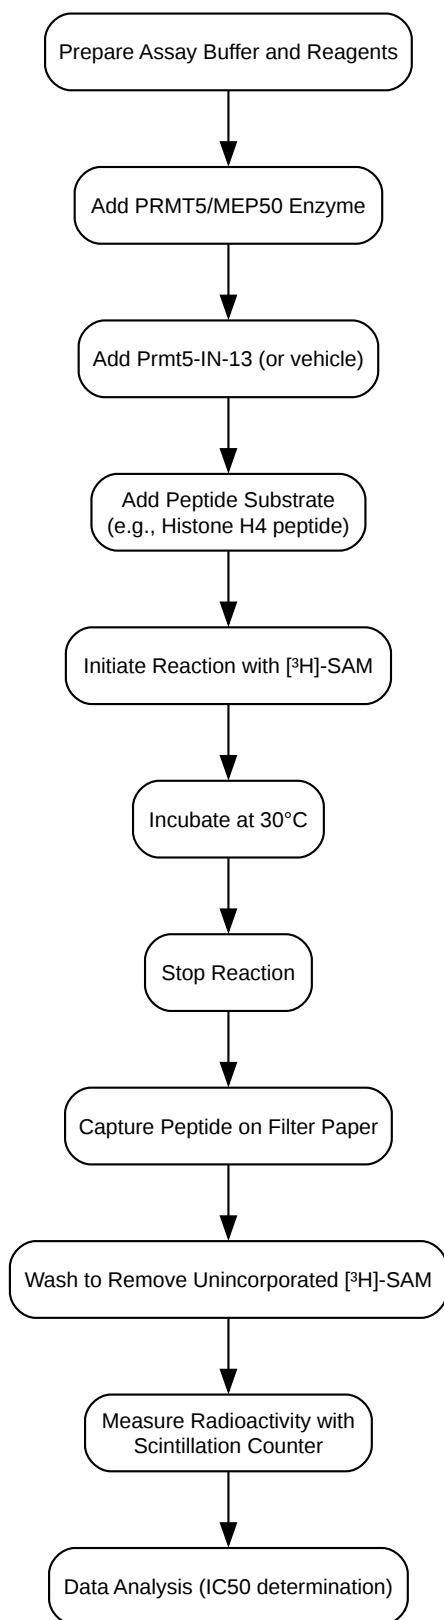 Prepare Assay Buffer and Reagents
Add PRMT5/MEP50 Enzyme
Add Prmt5-IN-13 (or vehicle)
Add Peptide Substrate
(e.g., Histone H4 peptide)
Initiate Reaction with [³H]-SAM
Incubate at 30°C
Stop Reaction
Capture Peptide on Filter Paper
Wash to Remove Unincorporated [³H]-SAM
Measure Radioactivity with
Scintillation Counter
Data Analysis (IC50 determination)